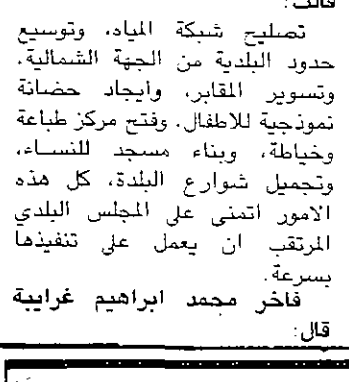 قالت:
تصليح شبكة المياه، وتوسيع
حدود البلدية من الجهة الشمالية،
وتسوير المقابر، وايجاد حضانة
نموذجية للاطفال. وفتح مركز طباعة
وخياطة، وبناء مسجد للنساء،
وتجميل شوارع البلدة، كل هذه
الامور اتمنى على المجلس البلدي
المرتقب ان يعمل على تنفيذها
بسرعة.
فاخر محمد ابراهيم غرايبة
قال: